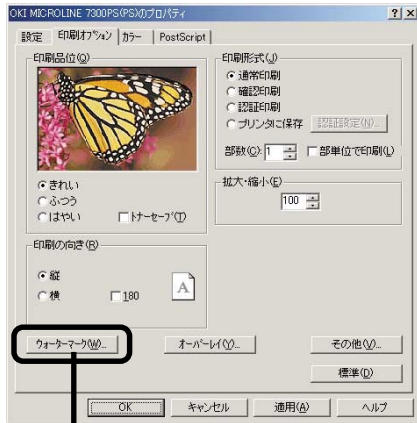 OKI MICROLINE 7300PS(PS)のプロパティ
設定 印刷オプション カラー PostScript
印刷品位(Q)
きれい
ふつう
はやい トナーセーブ(T)
印刷の向き(R)
縦
横 180
A
印刷形式(J)
通常印刷
確認印刷
認証印刷
プリンタに保存 認証設定(N)...
部数(C): 1 部単位で印刷(L)
拡大・縮小(E)
100
ウォーターマーク(W)... オーバーレイ(Y)... その他(V)...
標準(D)
OK キャンセル 適用(A) ヘルプ